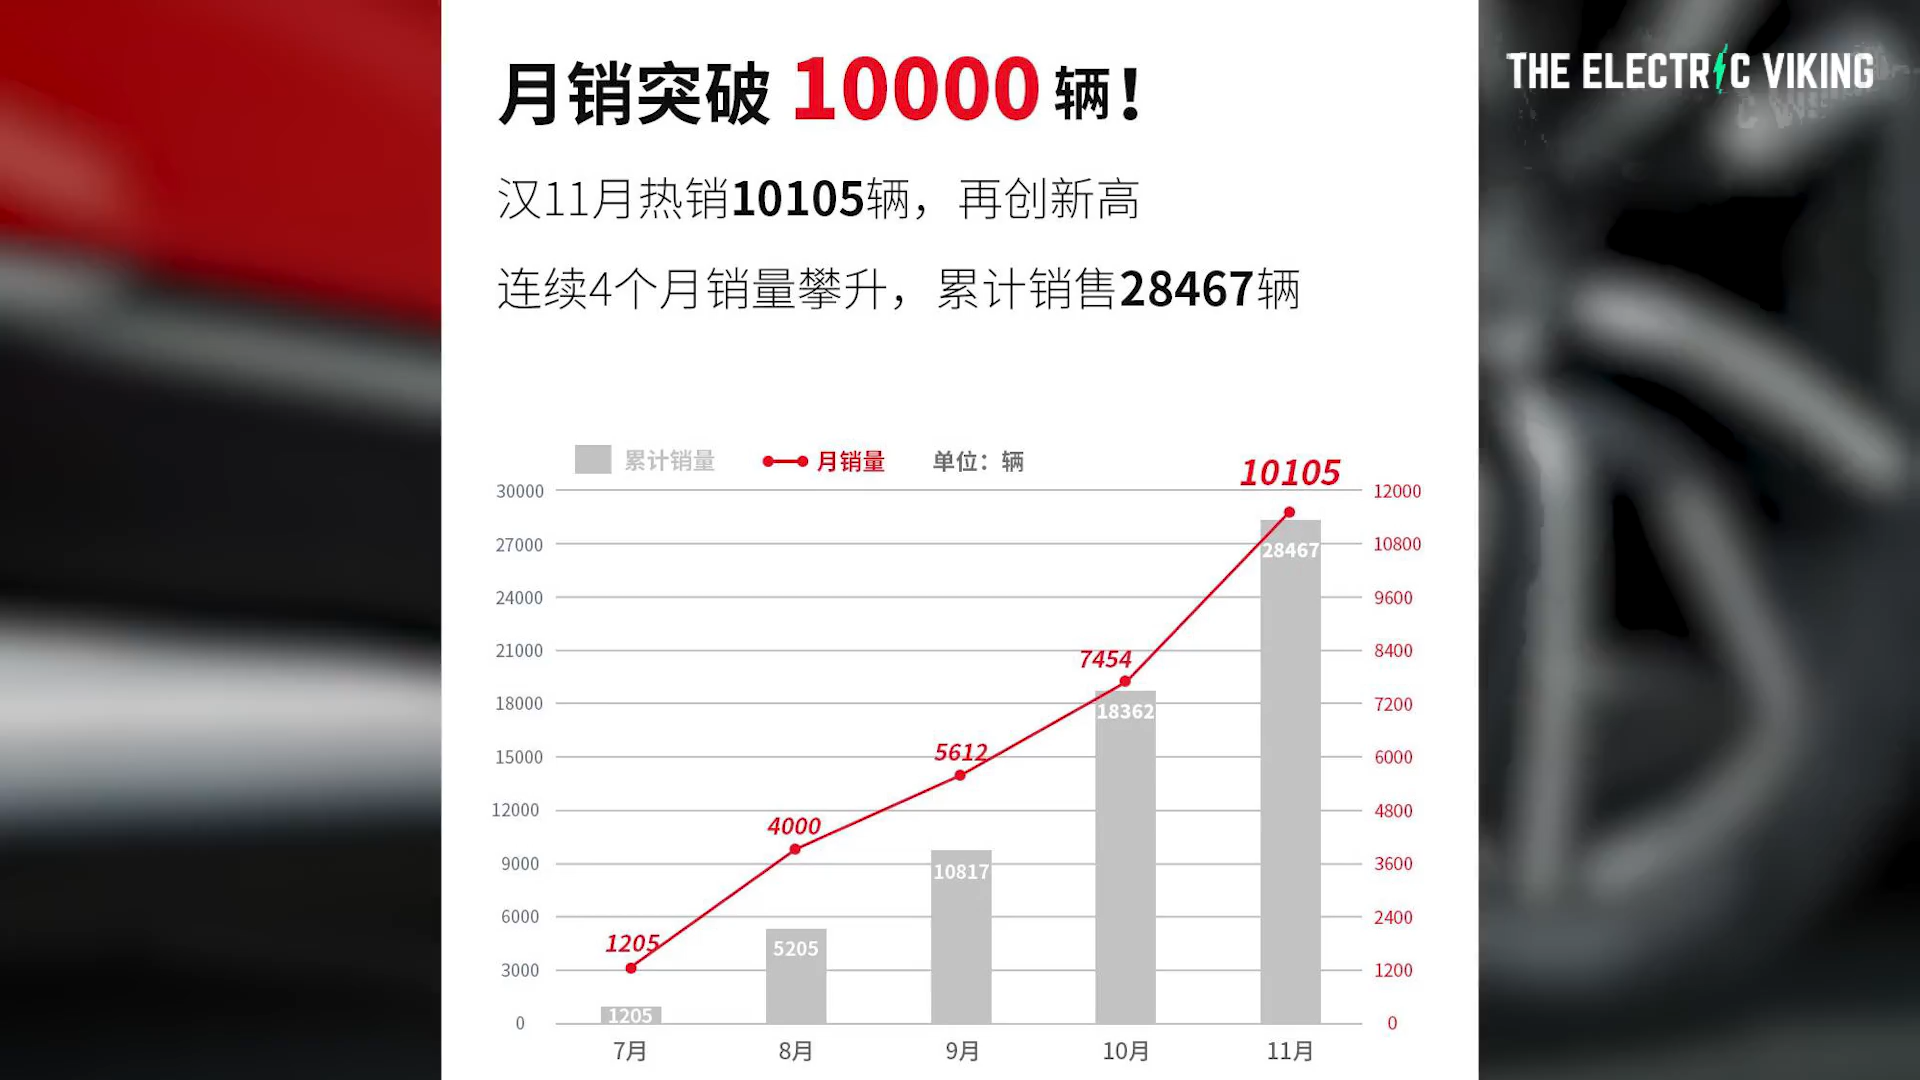 月销突破 10000 辆！
THE ELECTRIC VIKING
汉11月热销10105辆，再创新高
连续4个月销量攀升，累计销售28467辆
累计销量 月销量 单位：辆
10105
30000 12000
27000 28467 10800
24000 9600
7454
21000 8400
18000 18362 7200
5612
15000 6000
4000
12000 4800
9000 10817 3600
5205
6000 2400
1205
3000 1200
1205
0 0
7月 8月 9月 10月 11月